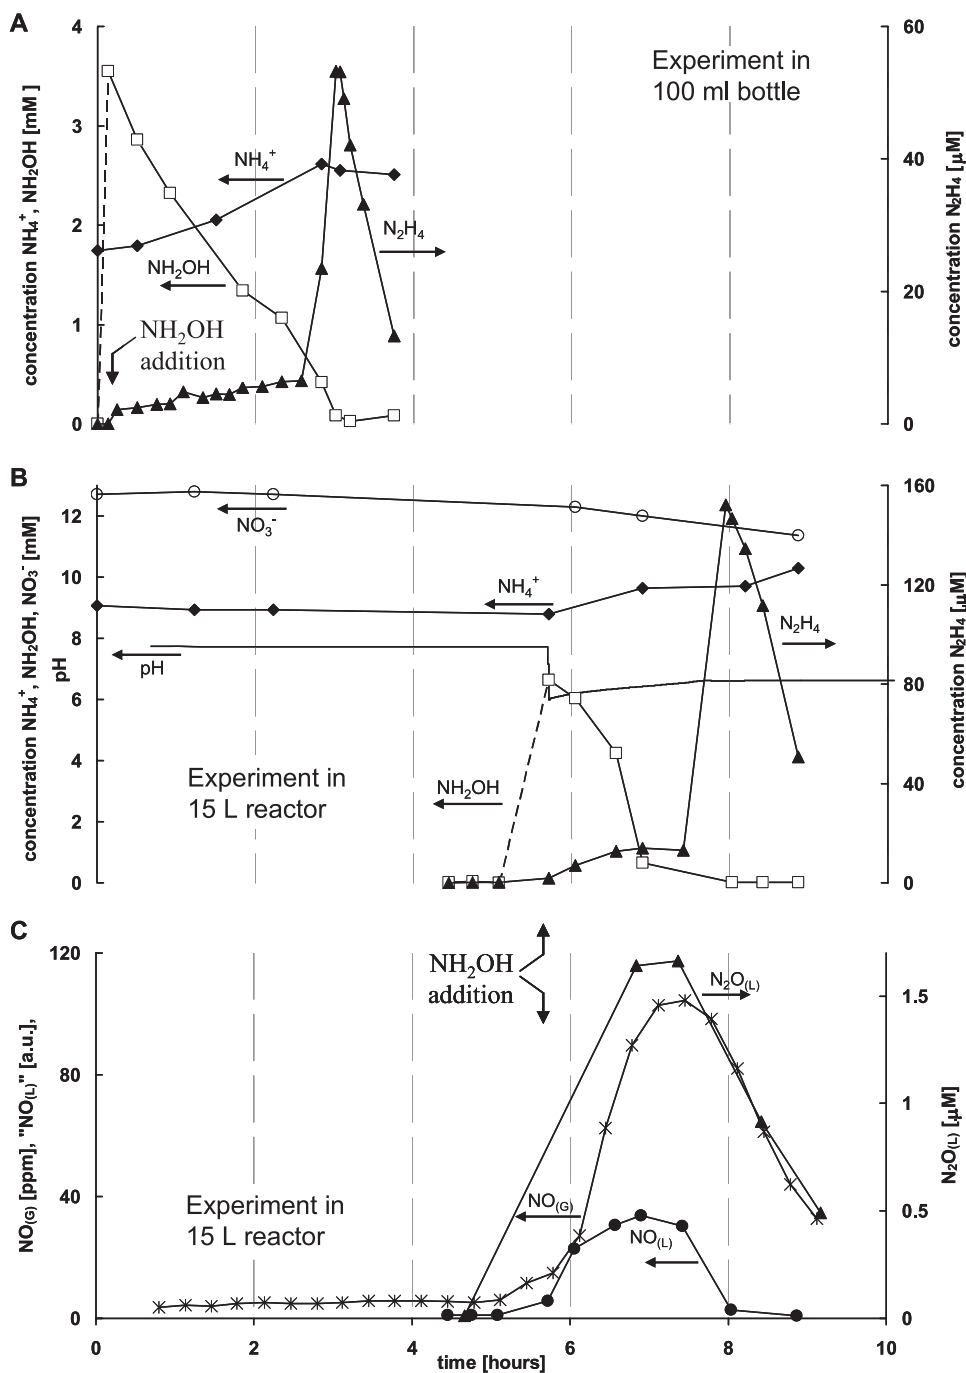 A
4
3
2
1
0
concentration NH₄⁺, NH₂OH [mM ]
60
40
20
0
concentration N₂H₄ [µM]
Experiment in
100 ml bottle
NH₄⁺
N₂H₄
NH₂OH
NH₂OH
addition
B
12
10
8
6
4
2
0
concentration NH₄⁺, NH₂OH, NO₃⁻ [mM]
pH
160
120
80
40
0
concentration N₂H₄ [µM]
NO₃⁻
NH₄⁺
N₂H₄
pH
NH₂OH
Experiment in
15 L reactor
C
120
80
40
0
NO(G) [ppm], "NO(L)" [a.u.],
1.5
1
0.5
0
N₂O(L) [µM]
NH₂OH
addition
N₂O(L)
NO(G)
NO(L)
Experiment in
15 L reactor
0 2 4 6 8 10
time [hours]